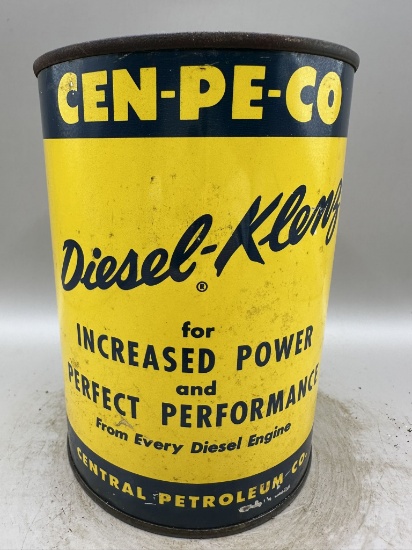 CEN-PE-CO
Diesel-Klenz
®
for
INCREASED POWER
and
PERFECT PERFORMANCE
From Every Diesel Engine
CENTRAL PETROLEUM CO.